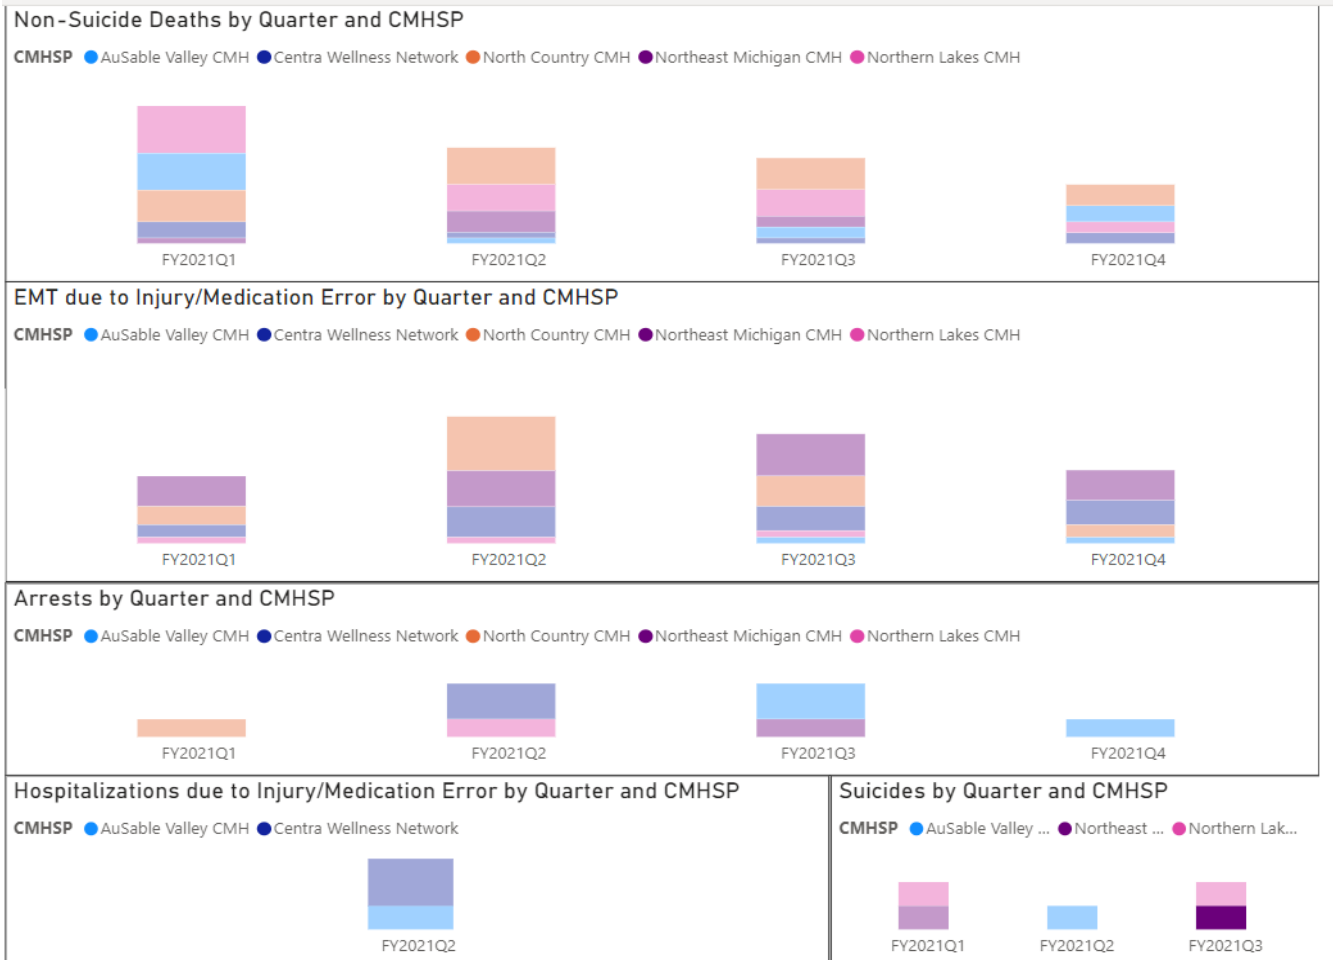 Non-Suicide Deaths by Quarter and CMHSP
CMHSP AuSable Valley CMH Centra Wellness Network North Country CMH Northeast Michigan CMH Northern Lakes CMH
FY2021Q1 FY2021Q2 FY2021Q3 FY2021Q4
EMT due to Injury/Medication Error by Quarter and CMHSP
CMHSP AuSable Valley CMH Centra Wellness Network North Country CMH Northeast Michigan CMH Northern Lakes CMH
FY2021Q1 FY2021Q2 FY2021Q3 FY2021Q4
Arrests by Quarter and CMHSP
CMHSP AuSable Valley CMH Centra Wellness Network North Country CMH Northeast Michigan CMH Northern Lakes CMH
FY2021Q1 FY2021Q2 FY2021Q3 FY2021Q4
Hospitalizations due to Injury/Medication Error by Quarter and CMHSP
CMHSP AuSable Valley CMH Centra Wellness Network
FY2021Q2
Suicides by Quarter and CMHSP
CMHSP AuSable Valley ... Northeast ... Northern Lak...
FY2021Q1 FY2021Q2 FY2021Q3